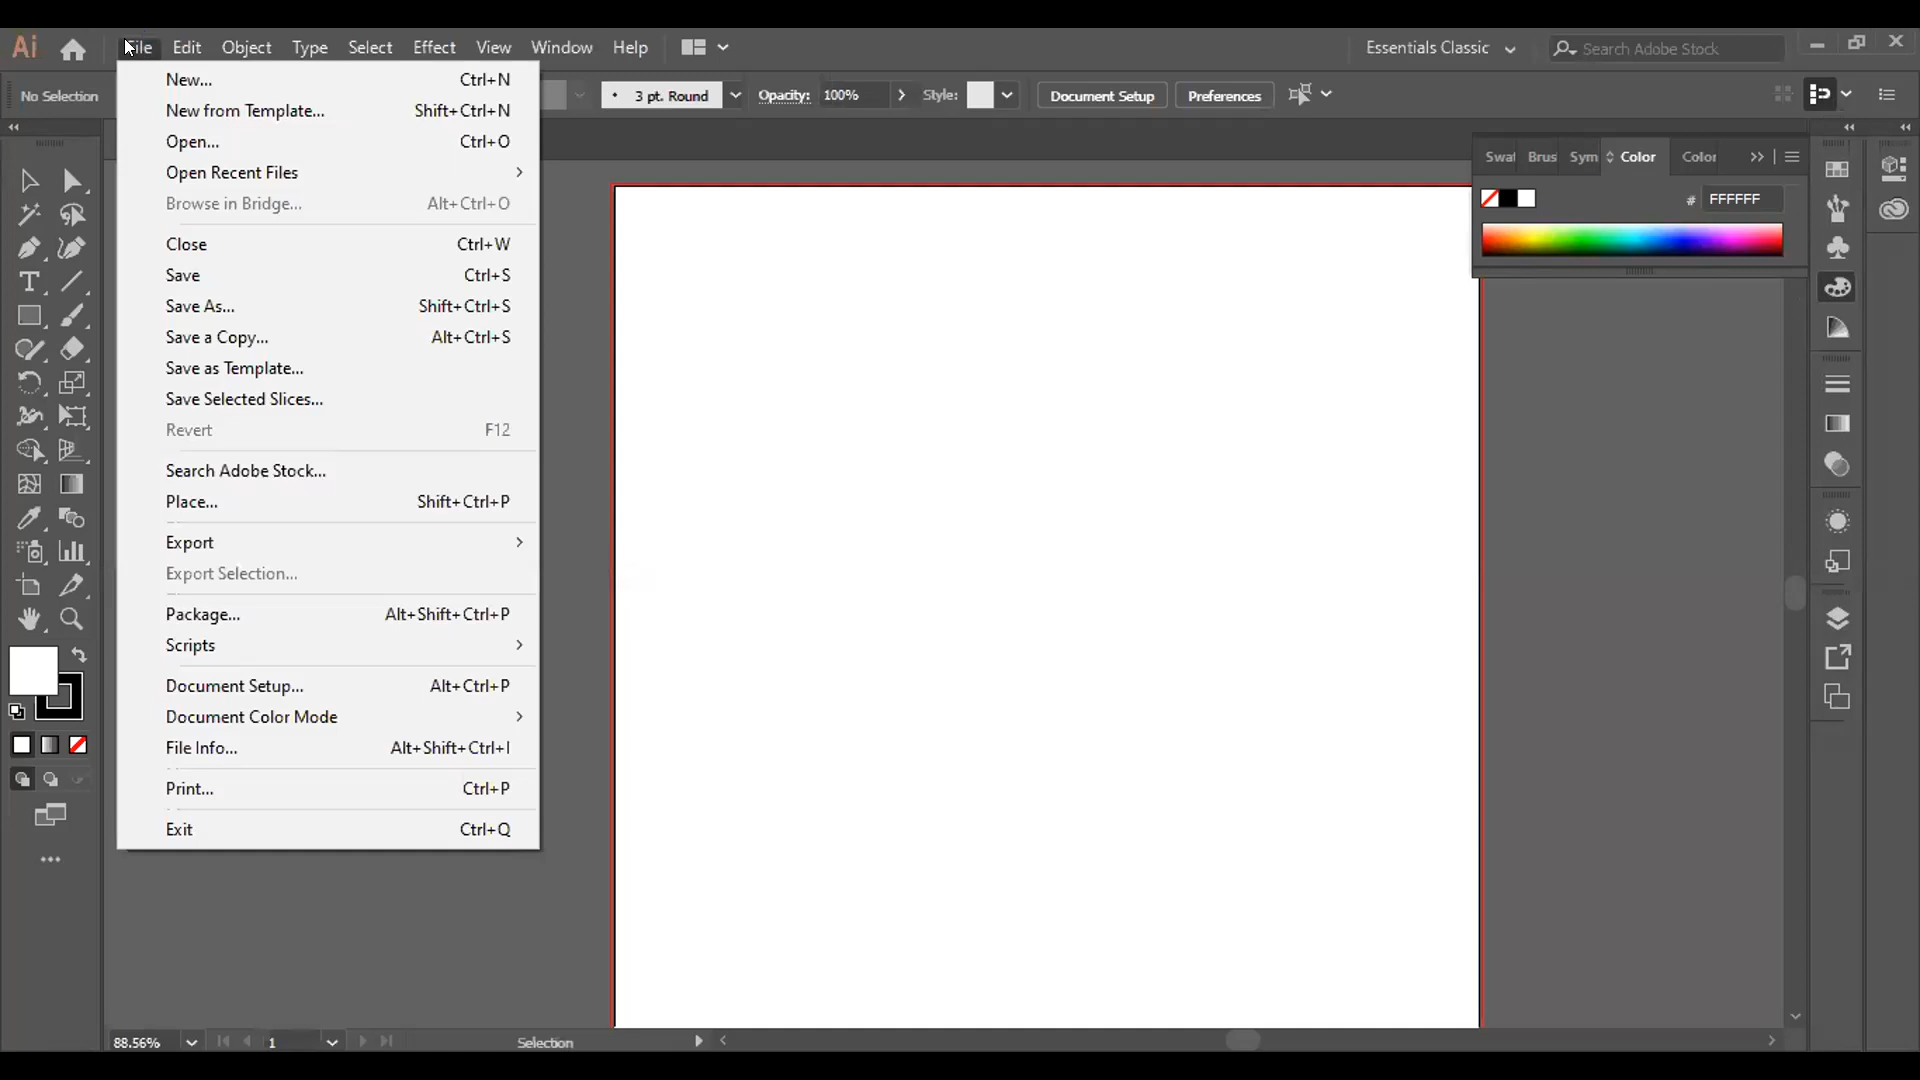 Ai File Edit Object Type Select Effect View Window Help Essentials Classic Search Adobe Stock
No Selection 3 pt. Round Opacity: 100% Style: Document Setup Preferences
New... Ctrl+N
New from Template... Shift+Ctrl+N
Open... Ctrl+O
Open Recent Files
Browse in Bridge... Alt+Ctrl+O
Close Ctrl+W
Save Ctrl+S
Save As... Shift+Ctrl+S
Save a Copy... Alt+Ctrl+S
Save as Template...
Save Selected Slices...
Revert F12
Search Adobe Stock...
Place... Shift+Ctrl+P
Export
Export Selection...
Package... Alt+Shift+Ctrl+P
Scripts
Document Setup... Alt+Ctrl+P
Document Color Mode
File Info... Alt+Shift+Ctrl+I
Print... Ctrl+P
Exit Ctrl+Q
Swat Brus Sym Color Color
# FFFFFF
88.56% 1 Selection